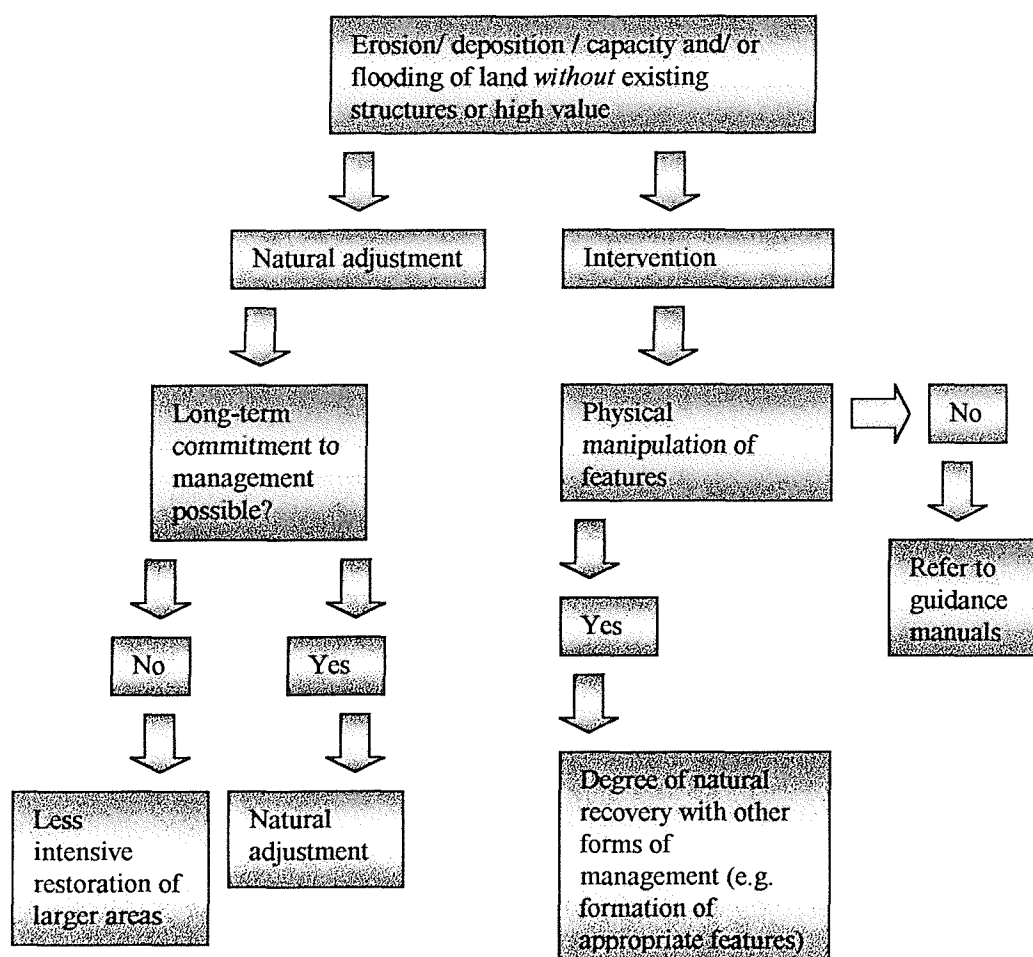 Erosion/ deposition / capacity and/ or
flooding of land without existing
structures or high value
Natural adjustment
Intervention
Long-term
commitment to
management
possible?
Physical
manipulation of
features
No
Refer to
guidance
manuals
No
Yes
Yes
Less
intensive
restoration of
larger areas
Natural
adjustment
Degree of natural
recovery with other
forms of
management (e.g.
formation of
appropriate features)